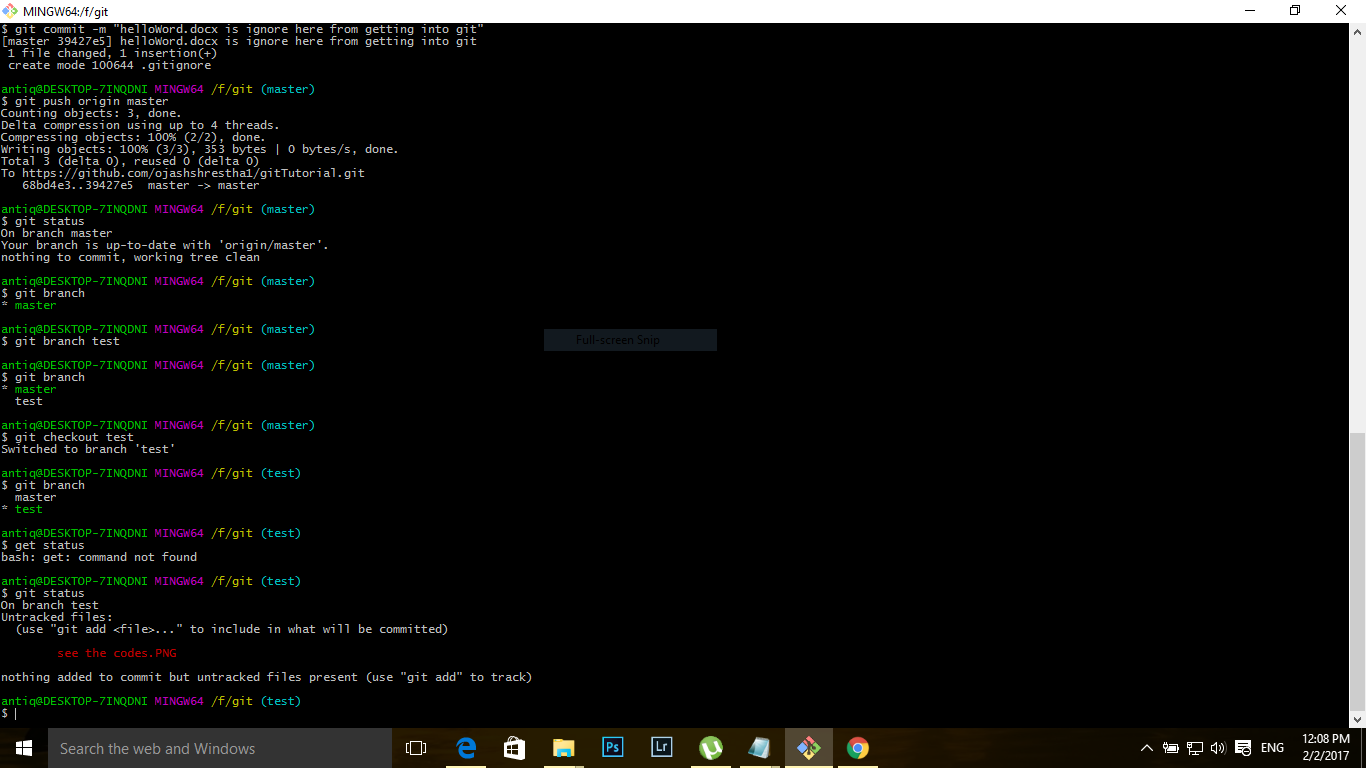 MINGW64:/f/git
$ git commit -m "helloWord.docx is ignore here from getting into git"
[master 39427e5] helloWord.docx is ignore here from getting into git
 1 file changed, 1 insertion(+)
 create mode 100644 .gitignore
antiq@DESKTOP-7INQDNI MINGW64 /f/git (master)
$ git push origin master
Counting objects: 3, done.
Delta compression using up to 4 threads.
Compressing objects: 100% (2/2), done.
Writing objects: 100% (3/3), 353 bytes | 0 bytes/s, done.
Total 3 (delta 0), reused 0 (delta 0)
To https://github.com/ojashshrestha1/gitTutorial.git
   68bd4e3..39427e5  master -> master
antiq@DESKTOP-7INQDNI MINGW64 /f/git (master)
$ git status
On branch master
Your branch is up-to-date with 'origin/master'.
nothing to commit, working tree clean
antiq@DESKTOP-7INQDNI MINGW64 /f/git (master)
$ git branch
* master
antiq@DESKTOP-7INQDNI MINGW64 /f/git (master)
$ git branch test
Full-screen Snip
antiq@DESKTOP-7INQDNI MINGW64 /f/git (master)
$ git branch
* master
  test
antiq@DESKTOP-7INQDNI MINGW64 /f/git (master)
$ git checkout test
Switched to branch 'test'
antiq@DESKTOP-7INQDNI MINGW64 /f/git (test)
$ git branch
  master
* test
antiq@DESKTOP-7INQDNI MINGW64 /f/git (test)
$ get status
bash: get: command not found
antiq@DESKTOP-7INQDNI MINGW64 /f/git (test)
$ git status
On branch test
Untracked files:
  (use "git add <file>..." to include in what will be committed)
        see the codes.PNG
nothing added to commit but untracked files present (use "git add" to track)
antiq@DESKTOP-7INQDNI MINGW64 /f/git (test)
$
Search the web and Windows
Ps
Lr
ENG
12:08 PM
2/2/2017